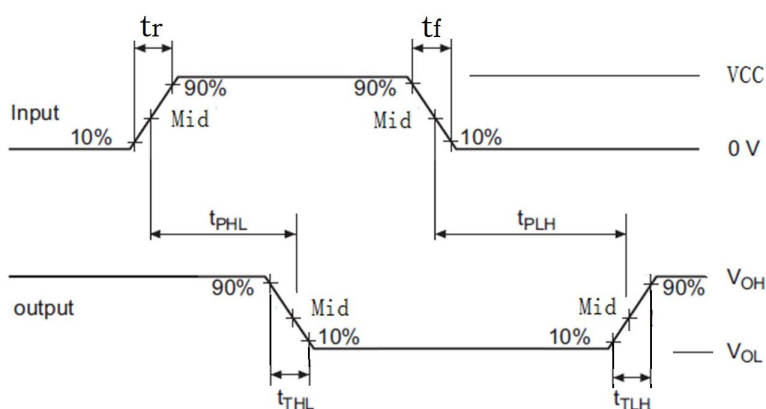 tr tf
90% 90% VCC
Input Mid Mid
10% 10% 0 V
tPHL tPLH
90% 90% VOH
output Mid Mid
10% 10% VOL
tTHL tTLH